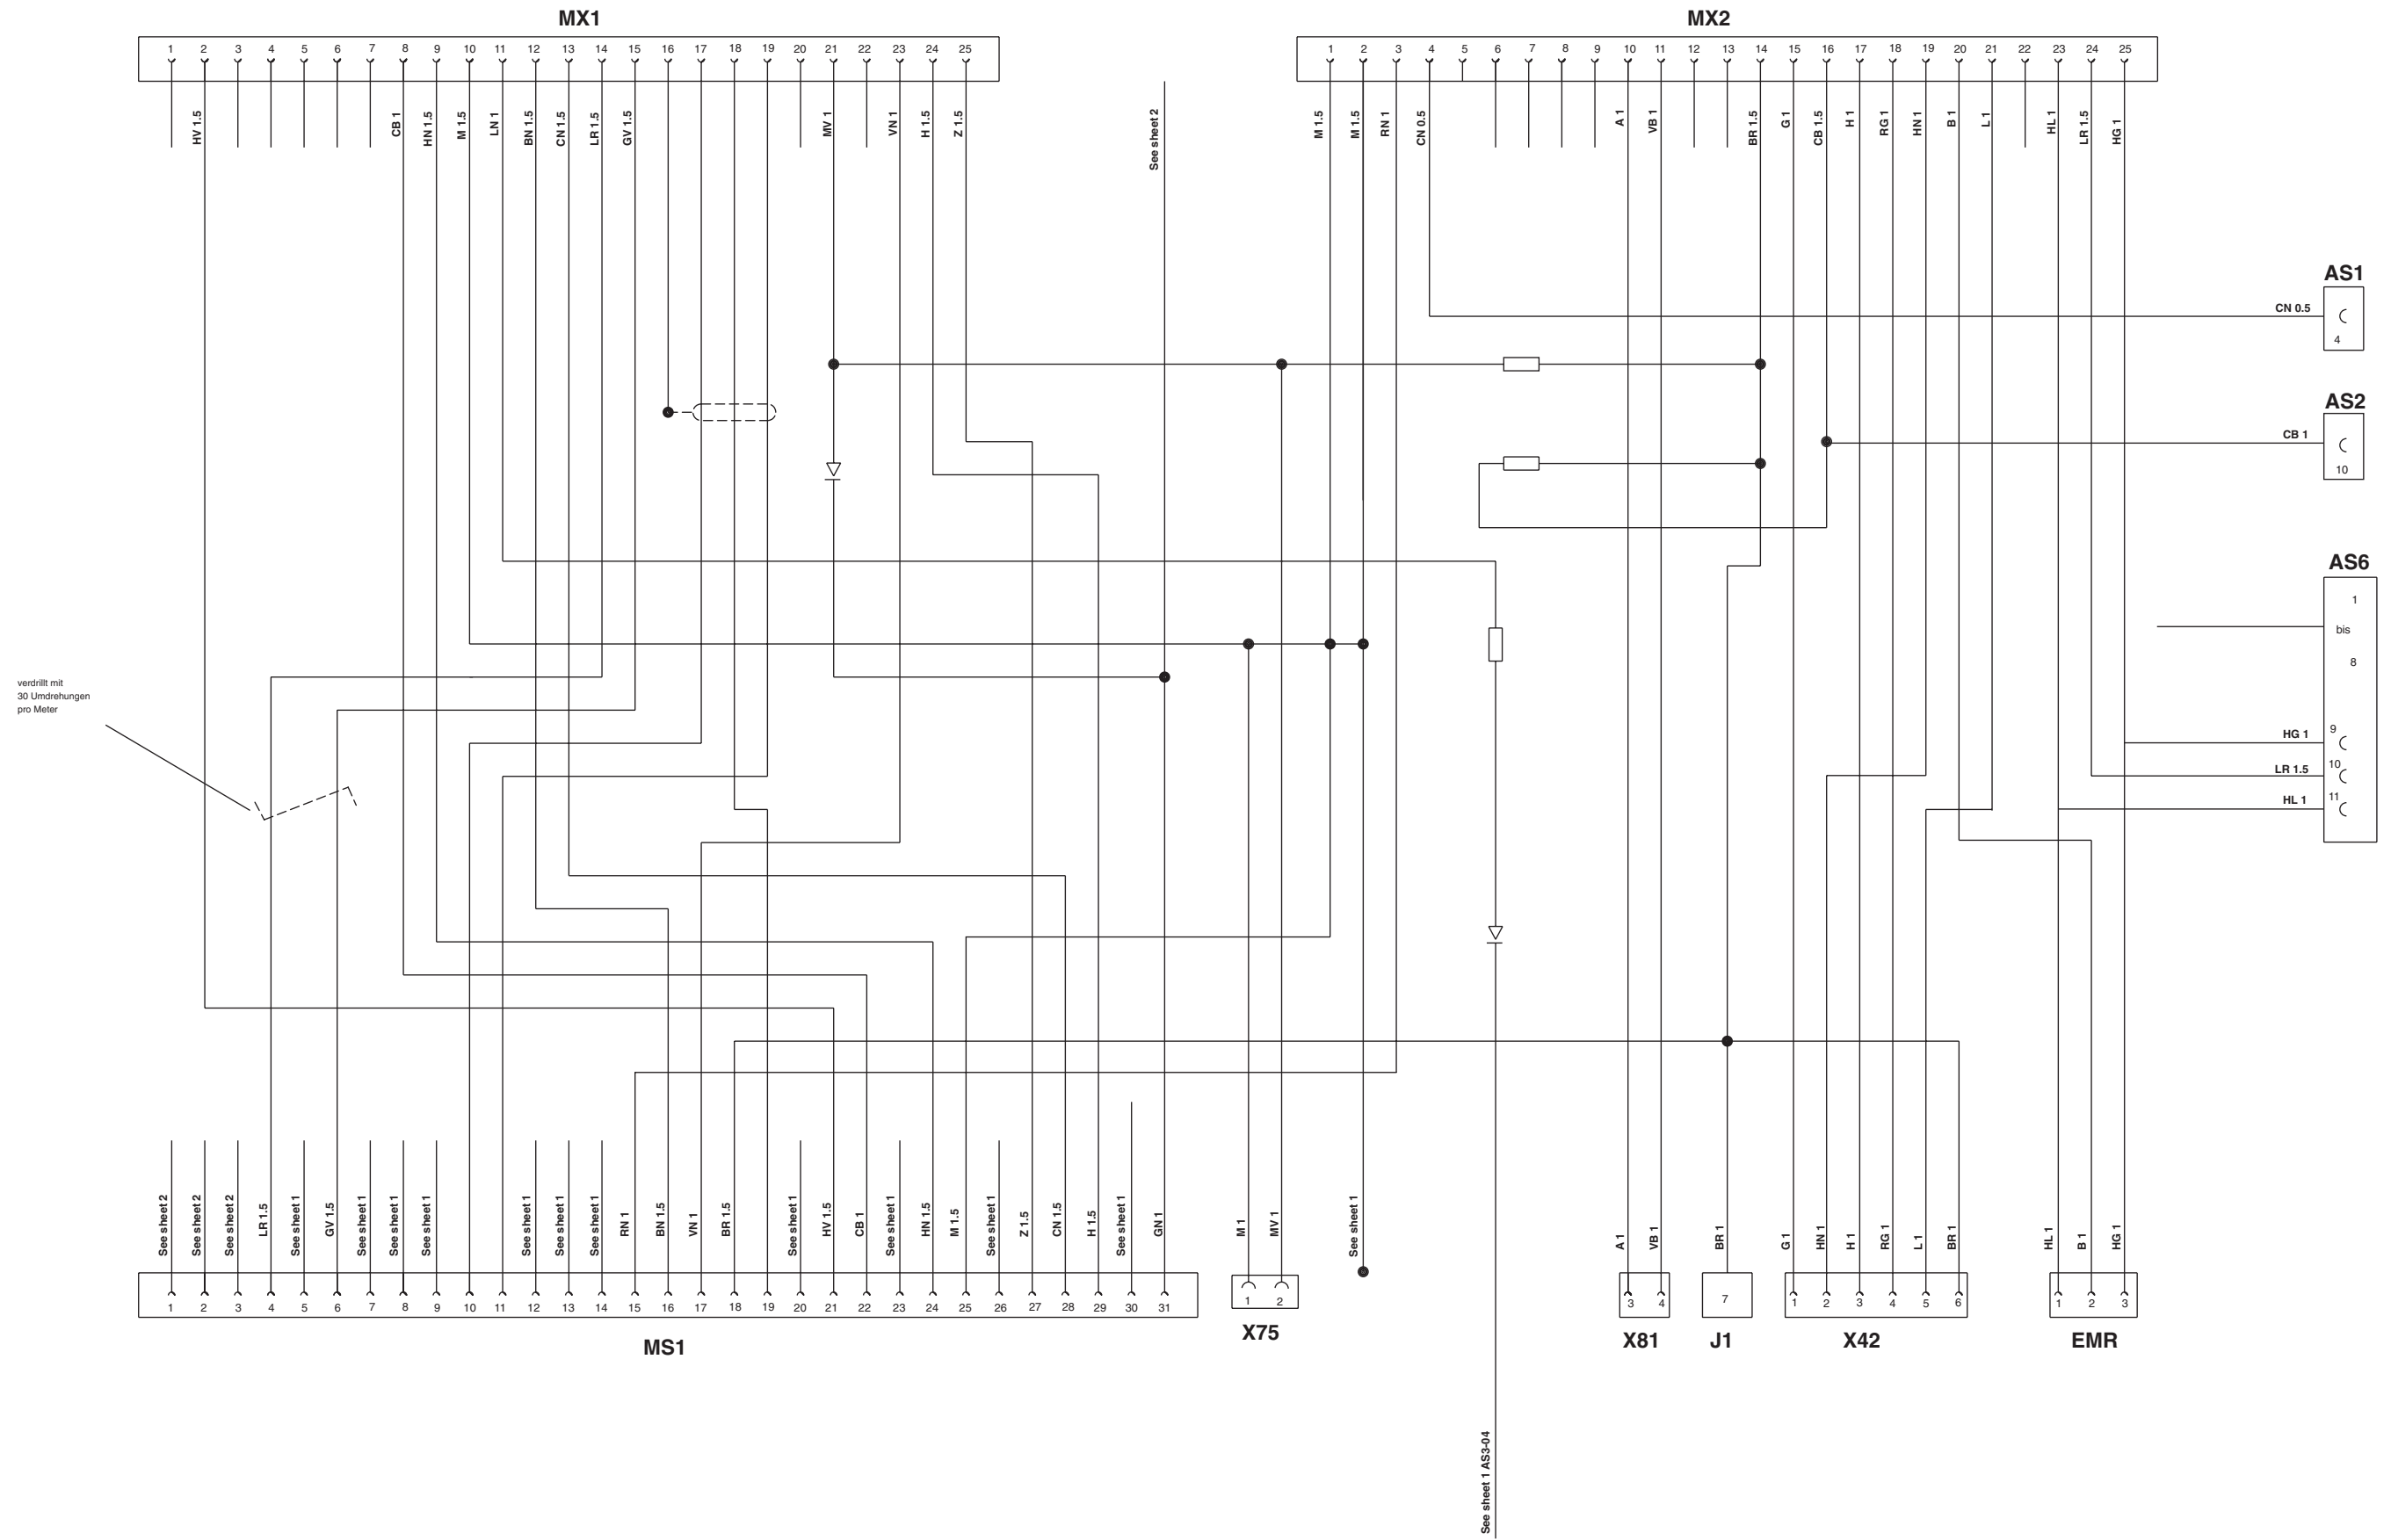 MX1
MX2
1 2 3 4 5 6 7 8 9 10 11 12 13 14 15 16 17 18 19 20 21 22 23 24 25
1 2 3 4 5 6 7 8 9 10 11 12 13 14 15 16 17 18 19 20 21 22 23 24 25
HV 1.5
CB 1
HN 1.5
M 1.5
LN 1
BN 1.5
CN 1.5
LR 1.5
GV 1.5
MV 1
VN 1
H 1.5
Z 1.5
See sheet 2
M 1.5
M 1.5
RN 1
CN 0.5
A 1
VB 1
BR 1.5
G 1
CB 1.5
H 1
RG 1
HN 1
B 1
L 1
HL 1
LR 1.5
HG 1
AS1
CN 0.5
4
AS2
CB 1
10
AS6
1
bis
8
HG 1
9
LR 1.5
10
HL 1
11
verdrillt mit
30 Umdrehungen
pro Meter
See sheet 2
See sheet 2
See sheet 2
LR 1.5
See sheet 1
GV 1.5
See sheet 1
See sheet 1
See sheet 1
See sheet 1
See sheet 1
See sheet 1
RN 1
BN 1.5
VN 1
BR 1.5
See sheet 1
HV 1.5
CB 1
See sheet 1
HN 1.5
M 1.5
See sheet 1
Z 1.5
CN 1.5
H 1.5
See sheet 1
GN 1
M 1
MV 1
See sheet 1
A 1
VB 1
BR 1
G 1
HN 1
H 1
RG 1
L 1
BR 1
HL 1
B 1
HG 1
1 2 3 4 5 6 7 8 9 10 11 12 13 14 15 16 17 18 19 20 21 22 23 24 25 26 27 28 29 30 31
1 2
3 4
7
1 2 3 4 5 6
1 2 3
MS1
X75
X81
J1
X42
EMR
See sheet 1 AS3-04